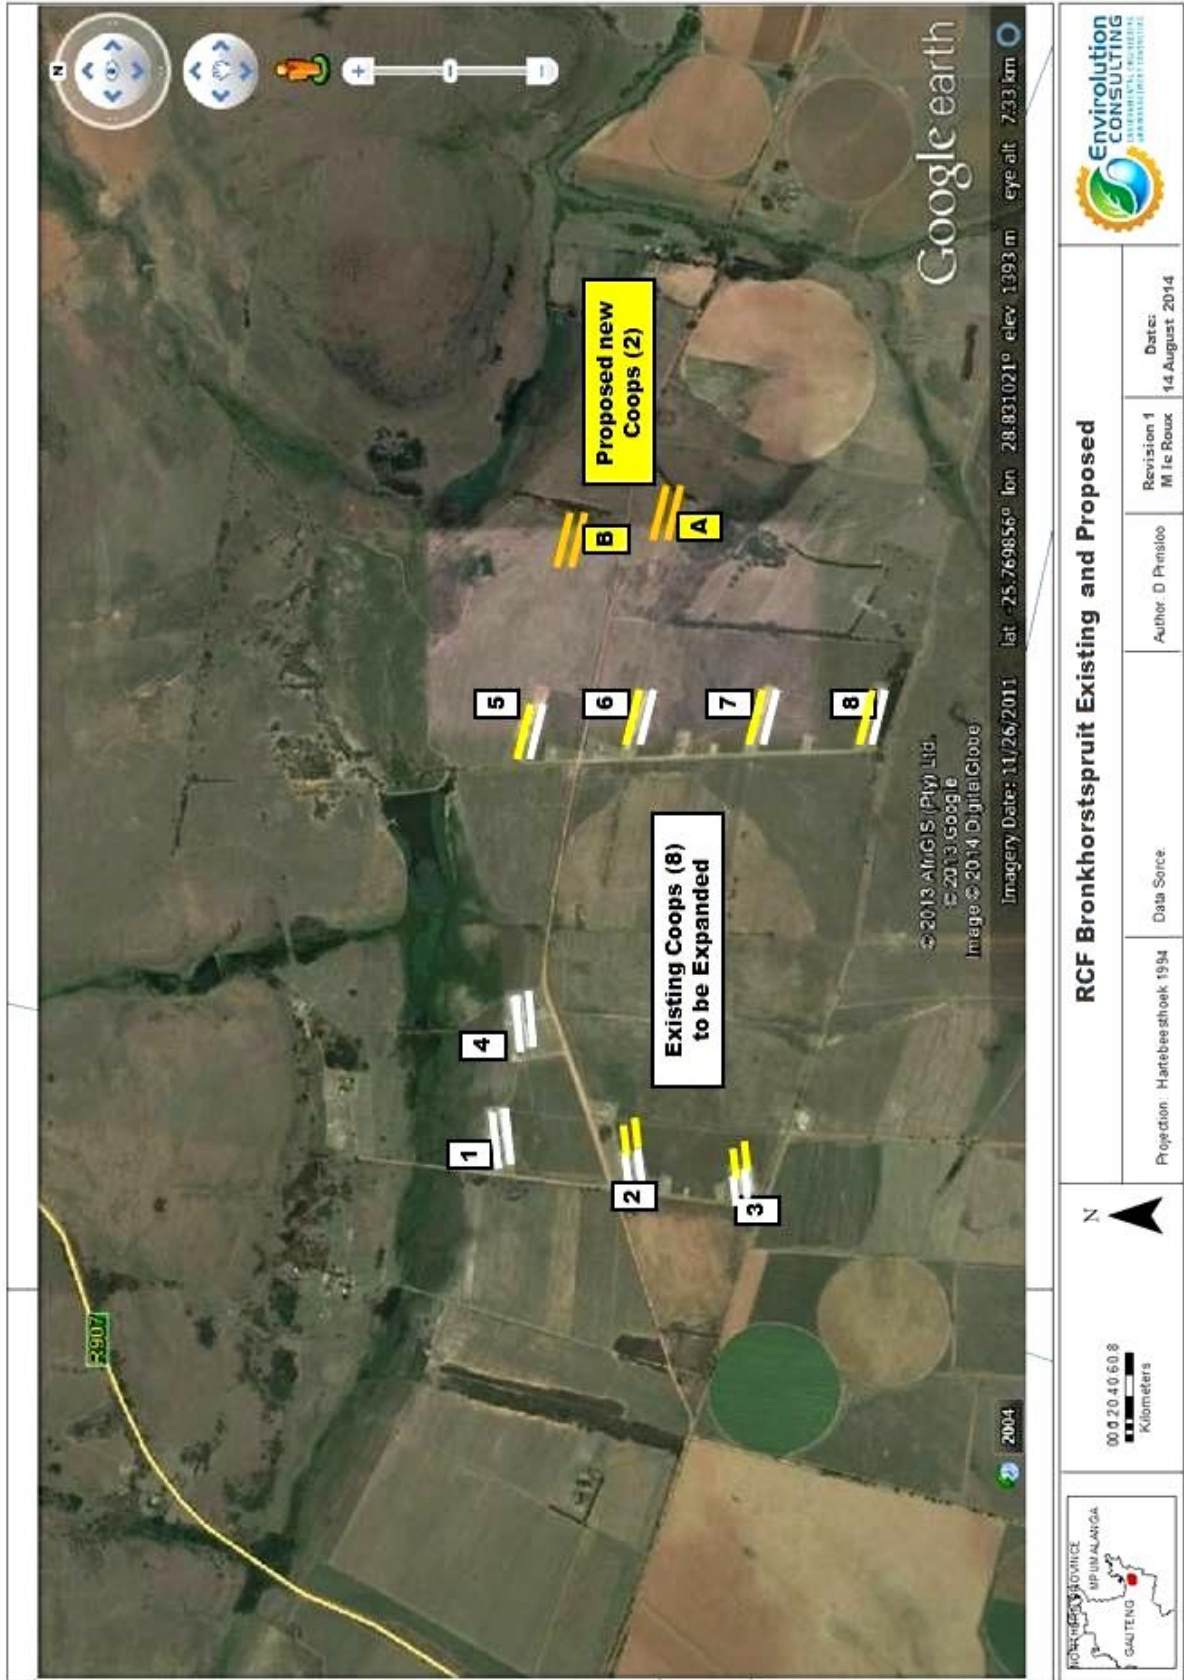 N
R907
Proposed new
Coops (2)
B
A
5
6
7
8
Existing Coops (8)
to be Expanded
4
1
2
3
© 2013 AfriGIS (Pty) Ltd.
© 2013 Google
Image © 2014 DigitalGlobe
Google earth
2004
Imagery Date: 11/26/2011 lat -25.769856° lon 28.831021° elev 1393 m eye alt 7.33 km
NORTHERN PROVINCE
MPUMALANGA
GAUTENG
Kilometers
N
RCF Bronkhorstspruit Existing and Proposed
Projection: Hartebeesthoek 1994
Data Sorce:
Author: D Prinsloo
Revision 1
M le Roux
Date:
14 August 2014
Envirolution
CONSULTING